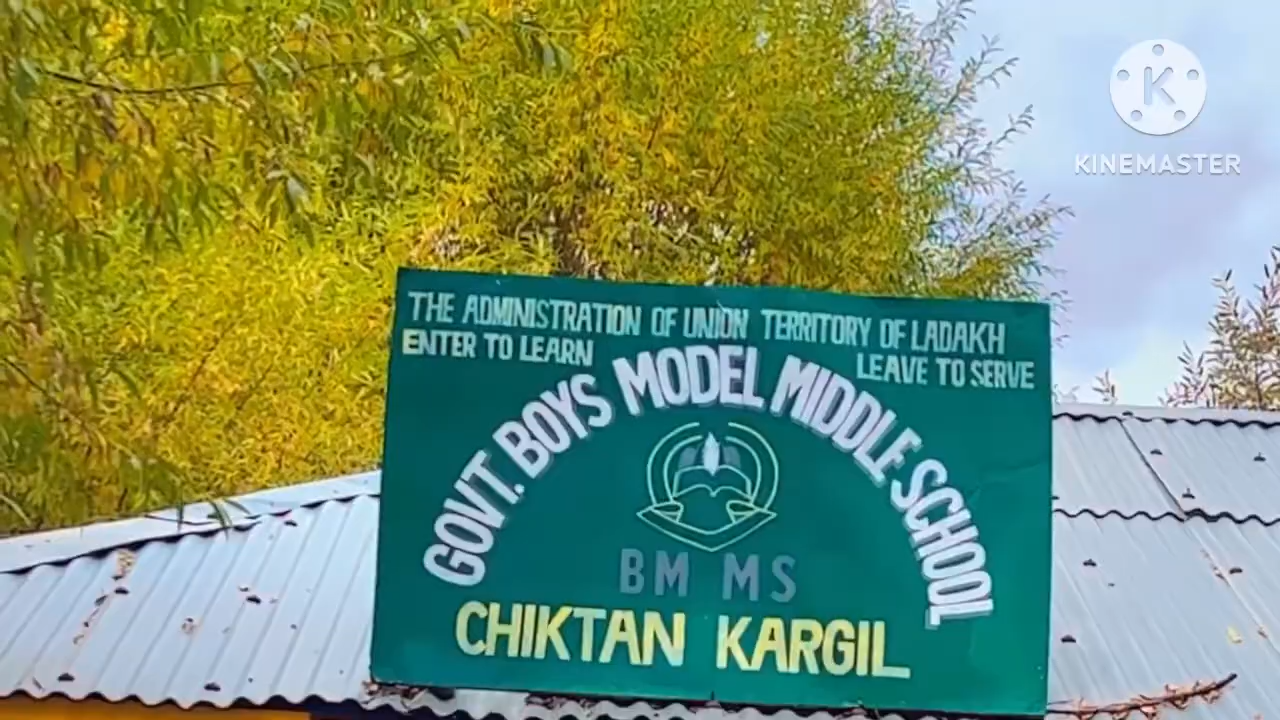 K
KINEMASTER
THE ADMINISTRATION OF UNION TERRITORY OF LADAKH
ENTER TO LEARN
LEAVE TO SERVE
GOVT. BOYS MODEL MIDDLE SCHOOL
BM MS
CHIKTAN KARGIL